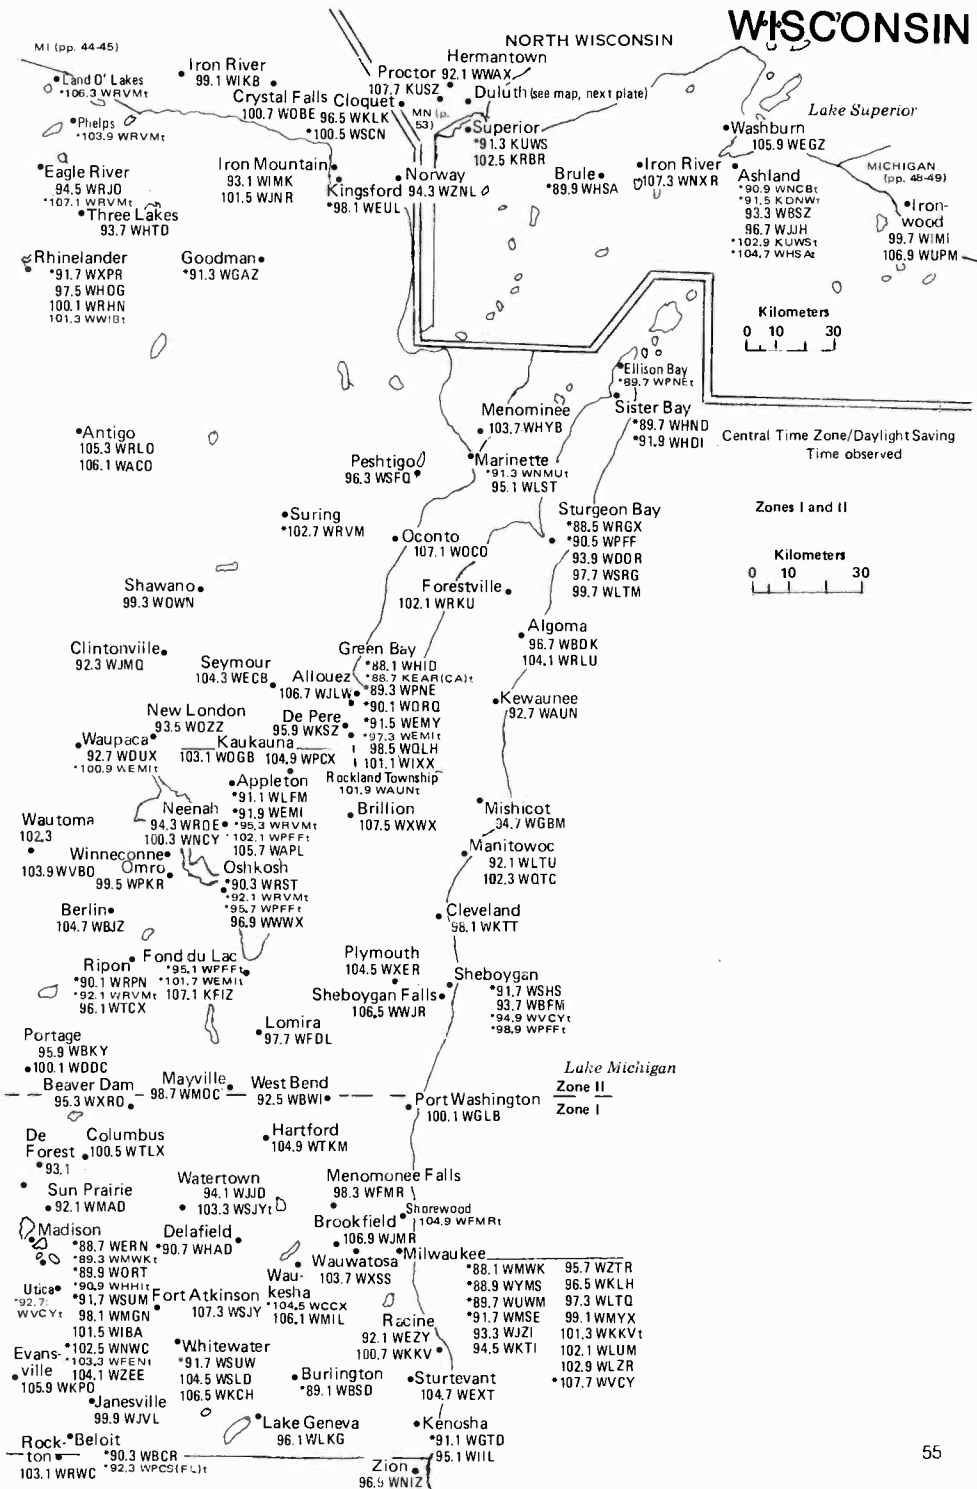 WISCONSIN
NORTH WISCONSIN
MI (pp. 44-45)
Land O' Lakes
*106.3 WRVMt
Iron River
99.1 WIKB
Crystal Falls
100.7 WOBE
Cloquet
96.5 WKLK
*100.5 WSCN
Proctor
107.7 KUSZ
Hermantown
92.1 WWAX
Duluth (see map, next plate)
MN (p.
53)
Superior
*91.3 KUWS
102.5 KRBR
Lake Superior
Washburn
105.9 WEGZ
MICHIGAN
(pp. 48-49)
Phelps
*103.9 WRVMt
Eagle River
94.5 WRJO
*107.1 WRVMt
Three Lakes
93.7 WHTD
Iron Mountain
93.1 WIMK
101.5 WJNR
Kingsford
*98.1 WEUL
Norway
94.3 WZNL
Brule
*89.9 WHSA
Iron River
107.3 WNXR
Ashland
*90.9 WNCBt
*91.5 KDNWt
93.3 WBSZ
96.7 WJJH
*102.9 KUWSt
*104.7 WHSAt
Iron-
wood
99.7 WIMI
106.9 WUPM
Rhinelander
*91.7 WXPR
97.5 WHOG
100.1 WRHN
101.3 WWIBt
Goodman
*91.3 WGAZ
Kilometers
0 10 30
Ellison Bay
*89.7 WPNEt
Sister Bay
*89.7 WHND
*91.9 WHDI
Central Time Zone/Daylight Saving
Time observed
Menominee
103.7 WHYB
Antigo
105.3 WRLO
106.1 WACD
Peshtigo
96.3 WSFQ
Marinette
*91.3 WNMUt
95.1 WLST
Zones I and II
Suring
*102.7 WRVM
Oconto
107.1 WOCO
Sturgeon Bay
*88.5 WRGX
*90.5 WPFF
93.9 WDOR
97.7 WSRG
99.7 WLTM
Kilometers
0 10 30
Shawano
99.3 WOWN
Forestville
102.1 WRKU
Algoma
96.7 WBDK
104.1 WRLU
Clintonville
92.3 WJMQ
Seymour
104.3 WECB
Allouez
106.7 WJLW
Green Bay
*88.1 WHID
*88.7 KEAR(CA)t
*89.3 WPNE
*90.1 WORQ
*91.5 WEMY
*97.3 WEMIt
98.5 WQLH
101.1 WIXX
Kewaunee
92.7 WAUN
New London
93.5 WOZZ
De Pere
95.9 WKSZ
Waupaca
92.7 WDUX
*100.9 WEMIt
Kaukauna
103.1 WOGB 104.9 WPCX
Rockland Township
101.9 WAUNt
Appleton
*91.1 WLFM
*91.9 WEMI
*95.3 WRVMt
*102.1 WPFFt
105.7 WAPL
Brillion
107.5 WXWX
Mishicot
94.7 WGBM
Neenah
94.3 WROE
100.3 WNCY
Wautoma
102.3
103.9 WVBO
Winneconne
Omro
99.5 WPKR
Oshkosh
*90.3 WRST
*92.1 WRVMt
*95.7 WPFFt
96.9 WWWX
Manitowoc
92.1 WLTU
102.3 WQTC
Berlin
104.7 WBJZ
Cleveland
98.1 WKTT
Ripon
*90.1 WRPN
*92.1 WRVMt
96.1 WTCX
Fond du Lac
*95.1 WPFFt
*101.7 WEMIt
107.1 KFIZ
Plymouth
104.5 WXER
Sheboygan Falls
106.5 WWJR
Sheboygan
*91.7 WSHS
93.7 WBFM
*94.9 WVCYt
*98.9 WPFFt
Lomira
97.7 WFDL
Portage
95.9 WBKY
100.1 WDDC
Lake Michigan
Beaver Dam
95.3 WXRO
Mayville
98.7 WMDC
West Bend
92.5 WBWI
Zone II
Zone I
Port Washington
100.1 WGLB
De
Forest
*93.1
Columbus
100.5 WTLX
Hartford
104.9 WTKM
Sun Prairie
92.1 WMAD
Watertown
94.1 WJJO
103.3 WSJYt
Menomonee Falls
98.3 WFMR
Shorewood
104.9 WFMRt
Brookfield
106.9 WJMR
Madison
*88.7 WERN
*89.3 WMWKt
*89.9 WORT
*90.9 WHHIt
*91.7 WSUM
98.1 WMGN
101.5 WIBA
*102.5 WNWC
*103.3 WFENt
104.1 WZEE
Delafield
*90.7 WHAD
Wauwatosa
103.7 WXSS
Milwaukee
*88.1 WMWK 95.7 WZTR
*88.9 WYMS 96.5 WKLH
*89.7 WUWM 97.3 WLTQ
*91.7 WMSE 99.1 WMYX
93.3 WJZI 101.3 WKKVt
94.5 WKTI 102.1 WLUM
102.9 WLZR
*107.7 WVCY
Wau-
kesha
*104.5 WCCX
106.1 WMIL
Utica
*92.7
WVCYt
Fort Atkinson
107.3 WSJY
Racine
92.1 WEZY
100.7 WKKV
Evans-
ville
105.9 WKPO
Whitewater
*91.7 WSUW
104.5 WSLD
106.5 WKCH
Burlington
*89.1 WBSD
Sturtevant
104.7 WEXT
Janesville
99.9 WJVL
Lake Geneva
96.1 WLKG
Kenosha
*91.1 WGTD
95.1 WIIL
Rock-
ton
103.1 WRWC
Beloit
*90.3 WBCR
*92.3 WPCS(FL)t
Zion
96.9 WNIZ
55